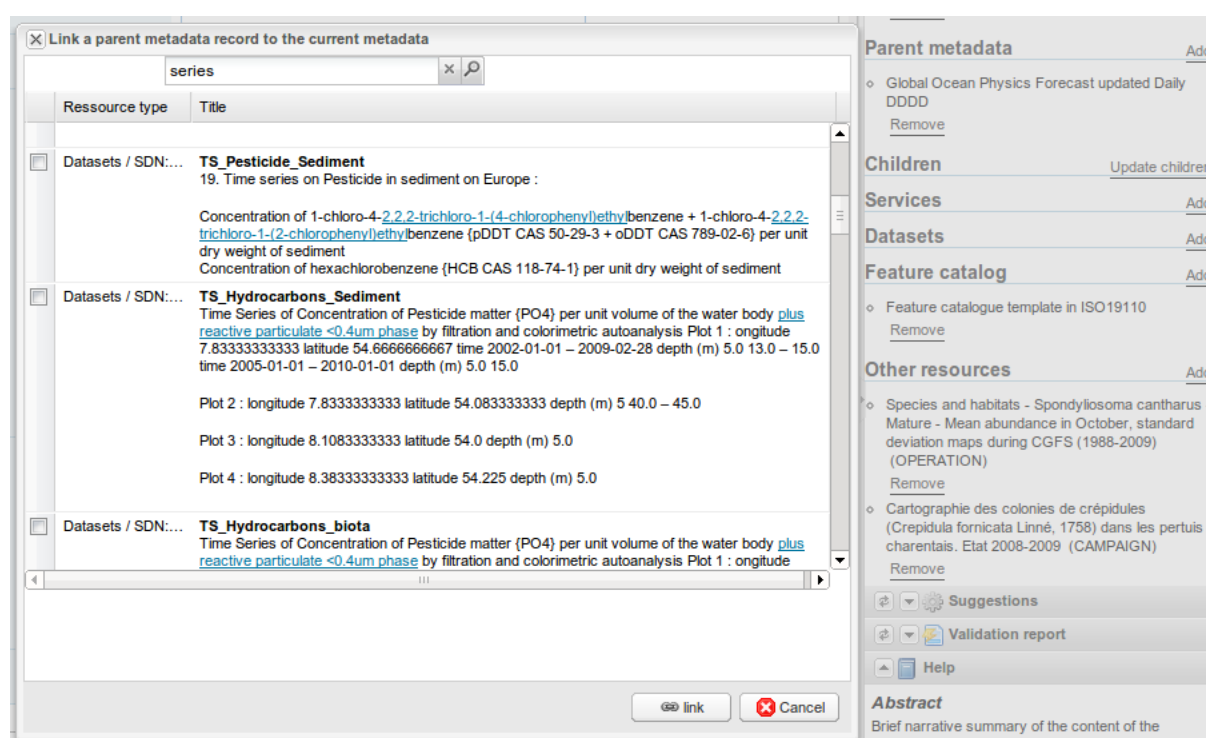 Link a parent metadata record to the current metadata
series
Ressource type Title
Datasets / SDN:... TS_Pesticide_Sediment
19. Time series on Pesticide in sediment on Europe :
Concentration of 1-chloro-4-2,2,2-trichloro-1-(4-chlorophenyl)ethylbenzene + 1-chloro-4-2,2,2-
trichloro-1-(2-chlorophenyl)ethylbenzene {pDDT CAS 50-29-3 + oDDT CAS 789-02-6} per unit
dry weight of sediment
Concentration of hexachlorobenzene {HCB CAS 118-74-1} per unit dry weight of sediment
Datasets / SDN:... TS_Hydrocarbons_Sediment
Time Series of Concentration of Pesticide matter {PO4} per unit volume of the water body plus
reactive particulate <0.4um phase by filtration and colorimetric autoanalysis Plot 1 : ongitude
7.83333333333 latitude 54.6666666667 time 2002-01-01 – 2009-02-28 depth (m) 5.0 13.0 – 15.0
time 2005-01-01 – 2010-01-01 depth (m) 5.0 15.0
Plot 2 : longitude 7.8333333333 latitude 54.083333333 depth (m) 5 40.0 – 45.0
Plot 3 : longitude 8.1083333333 latitude 54.0 depth (m) 5.0
Plot 4 : longitude 8.38333333333 latitude 54.225 depth (m) 5.0
Datasets / SDN:... TS_Hydrocarbons_biota
Time Series of Concentration of Pesticide matter {PO4} per unit volume of the water body plus
reactive particulate <0.4um phase by filtration and colorimetric autoanalysis Plot 1 : ongitude
link Cancel
Parent metadata Add
Global Ocean Physics Forecast updated Daily
DDDD
Remove
Children Update children
Services Add
Datasets Add
Feature catalog Add
Feature catalogue template in ISO19110
Remove
Other resources Add
Species and habitats - Spondyliosoma cantharus
Mature - Mean abundance in October, standard
deviation maps during CGFS (1988-2009)
(OPERATION)
Remove
Cartographie des colonies de crépidules
(Crepidula fornicata Linné, 1758) dans les pertuis
charentais. Etat 2008-2009 (CAMPAIGN)
Remove
Suggestions
Validation report
Help
Abstract
Brief narrative summary of the content of the